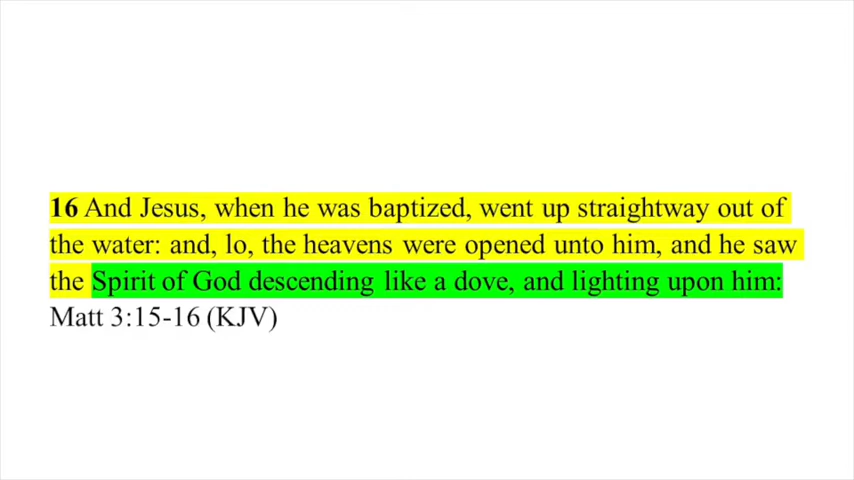 16 And Jesus, when he was baptized, went up straightway out of
the water: and, lo, the heavens were opened unto him, and he saw
the Spirit of God descending like a dove, and lighting upon him:
Matt 3:15-16 (KJV)